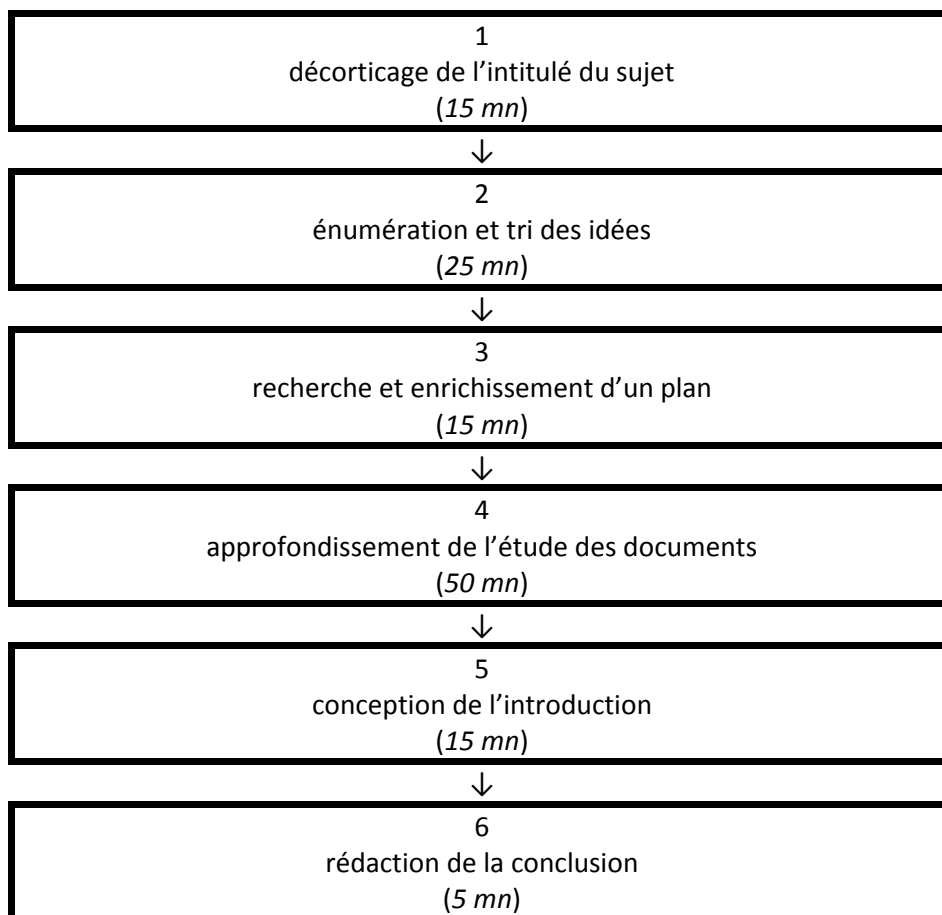 1
décorticage de l’intitulé du sujet
(15 mn)
↓
2
énumération et tri des idées
(25 mn)
↓
3
recherche et enrichissement d’un plan
(15 mn)
↓
4
approfondissement de l’étude des documents
(50 mn)
↓
5
conception de l’introduction
(15 mn)
↓
6
rédaction de la conclusion
(5 mn)